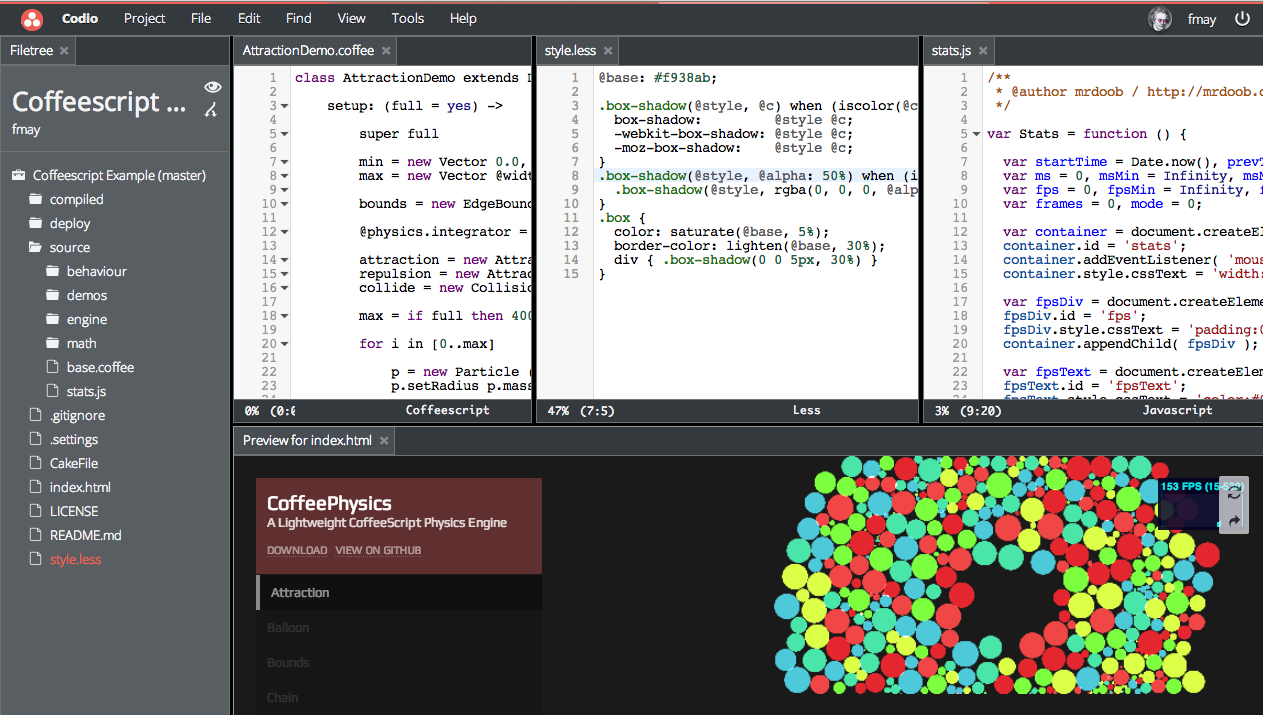 Codio Project File Edit Find View Tools Help fmay
Filetree ×
Coffeescript ...
fmay
Coffeescript Example (master)
compiled
deploy
source
behaviour
demos
engine
math
base.coffee
stats.js
.gitignore
.settings
CakeFile
index.html
LICENSE
README.md
style.less
AttractionDemo.coffee ×
1 class AttractionDemo extends
2
3 setup: (full = yes) ->
4
5 super full
6
7 min = new Vector 0.0,
8 max = new Vector @widt
9
10 bounds = new EdgeBound
11
12 @physics.integrator =
13
14 attraction = new Attra
15 repulsion = new Attrac
16 collide = new Collisio
17
18 max = if full then 400
19
20 for i in [0..max]
21
22 p = new Particle (
23 p.setRadius p.mass
24
0% (0:0 Coffeescript
style.less ×
1 @base: #f938ab;
2
3 .box-shadow(@style, @c) when (iscolor(@c
4 box-shadow: @style @c;
5 -webkit-box-shadow: @style @c;
6 -moz-box-shadow: @style @c;
7 }
8 .box-shadow(@style, @alpha: 50%) when (i
9 .box-shadow(@style, rgba(0, 0, 0, @alp
10 }
11 .box {
12 color: saturate(@base, 5%);
13 border-color: lighten(@base, 30%);
14 div { .box-shadow(0 0 5px, 30%) }
15 }
47% (7:5) Less
stats.js ×
1 /**
2 * @author mrdoob / http://mrdoob.c
3 */
4
5 var Stats = function () {
6
7 var startTime = Date.now(), prevT
8 var ms = 0, msMin = Infinity, msM
9 var fps = 0, fpsMin = Infinity, f
10 var frames = 0, mode = 0;
11
12 var container = document.createEl
13 container.id = 'stats';
14 container.addEventListener( 'mous
15 container.style.cssText = 'width:
16
17 var fpsDiv = document.createEleme
18 fpsDiv.id = 'fps';
19 fpsDiv.style.cssText = 'padding:0
20 container.appendChild( fpsDiv );
21
22 var fpsText = document.createElem
23 fpsText.id = 'fpsText';
24 fpsText.style.cssText = 'color:#0
3% (9:20) Javascript
Preview for index.html ×
CoffeePhysics
A Lightweight CoffeeScript Physics Engine
DOWNLOAD VIEW ON GITHUB
Attraction
Balloon
Bounds
Chain
153 FPS